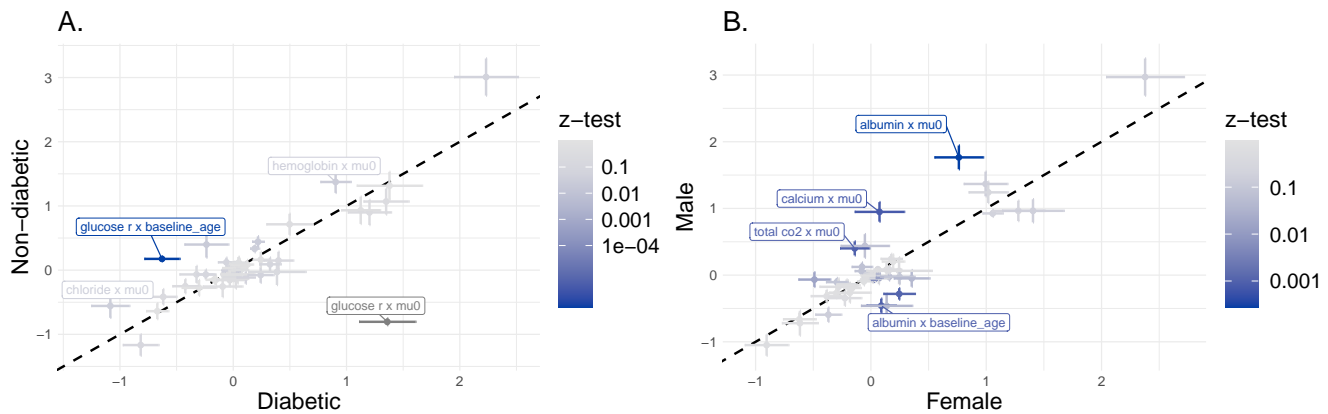 A.
Non−diabetic
3
2
1
0
−1
hemoglobin x mu0
glucose r x baseline_age
chloride x mu0
glucose r x mu0
−1
0
1
2
Diabetic
z−test
0.1
0.01
0.001
1e−04
B.
Male
3
2
1
0
−1
albumin x mu0
calcium x mu0
total co2 x mu0
albumin x baseline_age
−1
0
1
2
Female
z−test
0.1
0.01
0.001